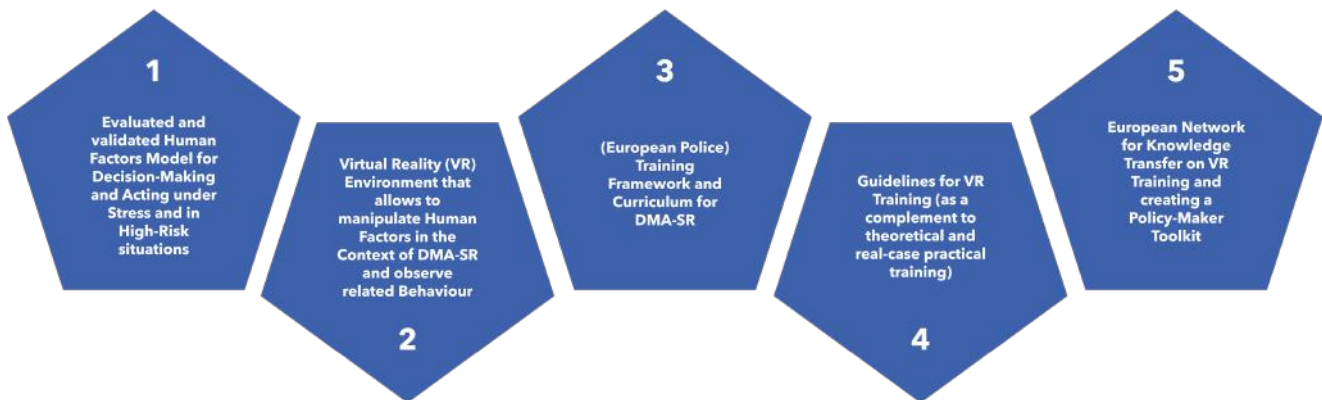 1
Evaluated and
validated Human
Factors Model for
Decision-Making
and Acting under
Stress and in
High-Risk
situations
Virtual Reality (VR)
Environment that
allows to
manipulate Human
Factors in the
Context of DMA-SR
and observe
related Behaviour
2
3
(European Police)
Training
Framework and
Curriculum for
DMA-SR
Guidelines for VR
Training (as a
complement to
theoretical and
real-case practical
training)
4
5
European Network
for Knowledge
Transfer on VR
Training and
creating a
Policy-Maker
Toolkit